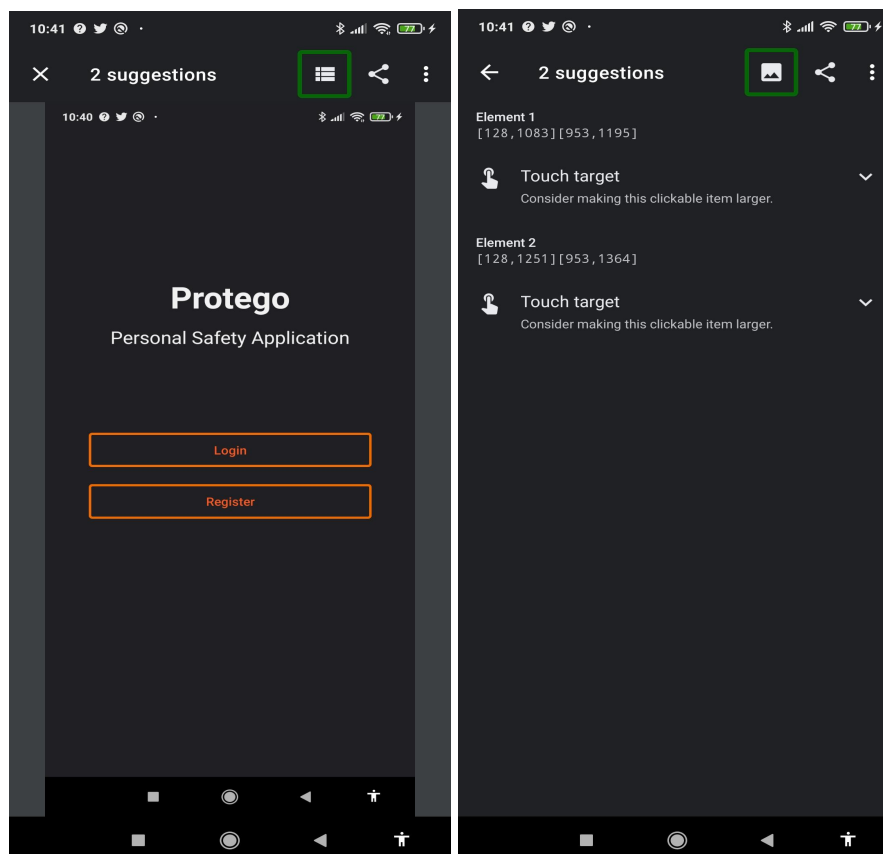 10:41
77
2 suggestions
10:40
77
Protego
Personal Safety Application
Login
Register
10:41
77
2 suggestions
Element 1
[128,1083][953,1195]
Touch target
Consider making this clickable item larger.
Element 2
[128,1251][953,1364]
Touch target
Consider making this clickable item larger.